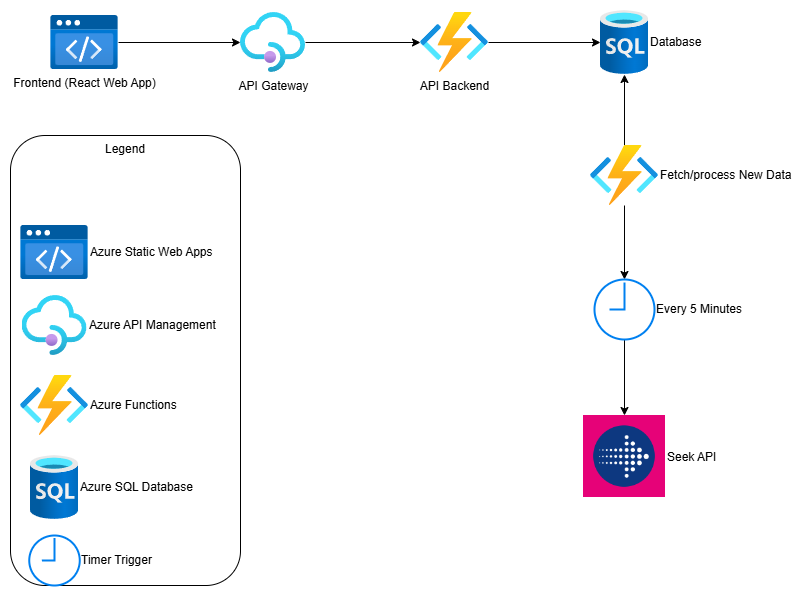 SQL
Database
Frontend (React Web App)
API Gateway
API Backend
Legend
Fetch/process New Data
Azure Static Web Apps
Every 5 Minutes
Azure API Management
Azure Functions
Seek API
SQL
Azure SQL Database
Timer Trigger